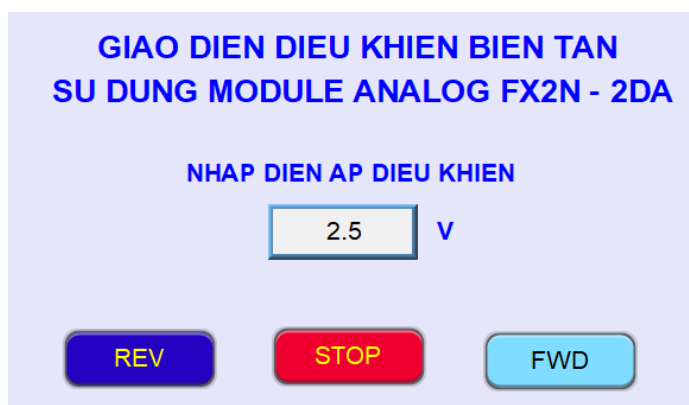 GIAO DIEN DIEU KHIEN BIEN TAN
SU DUNG MODULE ANALOG FX2N - 2DA
NHAP DIEN AP DIEU KHIEN
2.5 V
REV STOP FWD